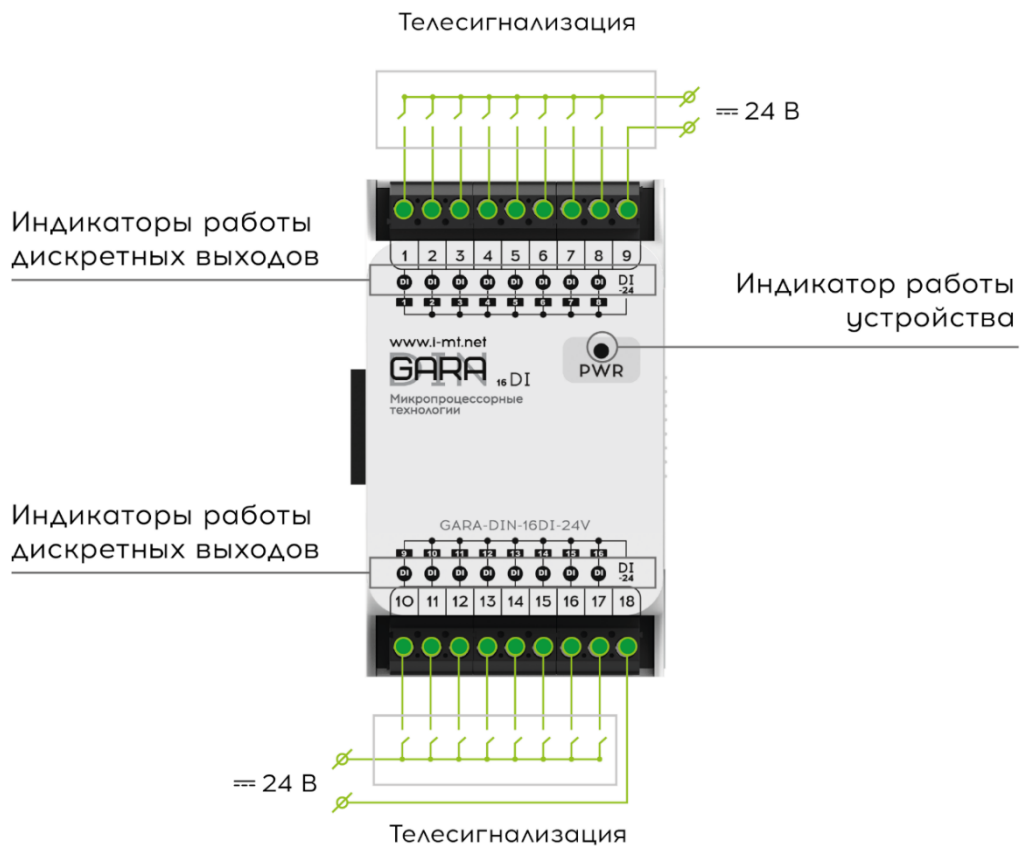 Телесигнализация
⎓ 24 В
Индикаторы работы
дискретных выходов
1 2 3 4 5 6 7 8 9
DI DI DI DI DI DI DI DI DI
-24
1 2 3 4 5 6 7 8
Индикатор работы
устройства
www.i-mt.net
DIN
GARA 16 DI
Микропроцессорные
технологии
PWR
Индикаторы работы
дискретных выходов
GARA-DIN-16DI-24V
9 10 11 12 13 14 15 16
DI DI DI DI DI DI DI DI DI
-24
10 11 12 13 14 15 16 17 18
⎓ 24 В
Телесигнализация